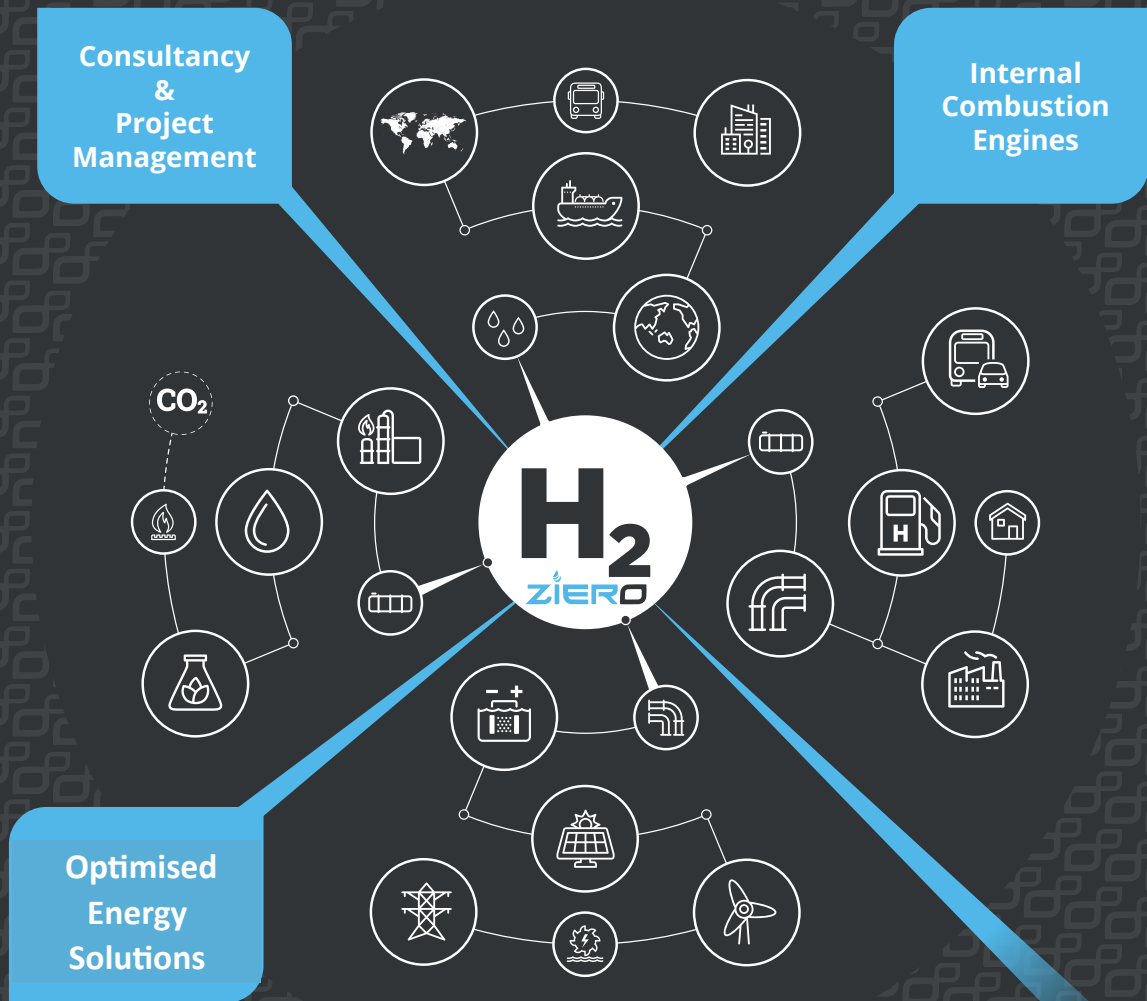 Consultancy
&
Project
Management
Internal
Combustion
Engines
CO₂
H₂
ZIERO
H
- +
Optimised
Energy
Solutions